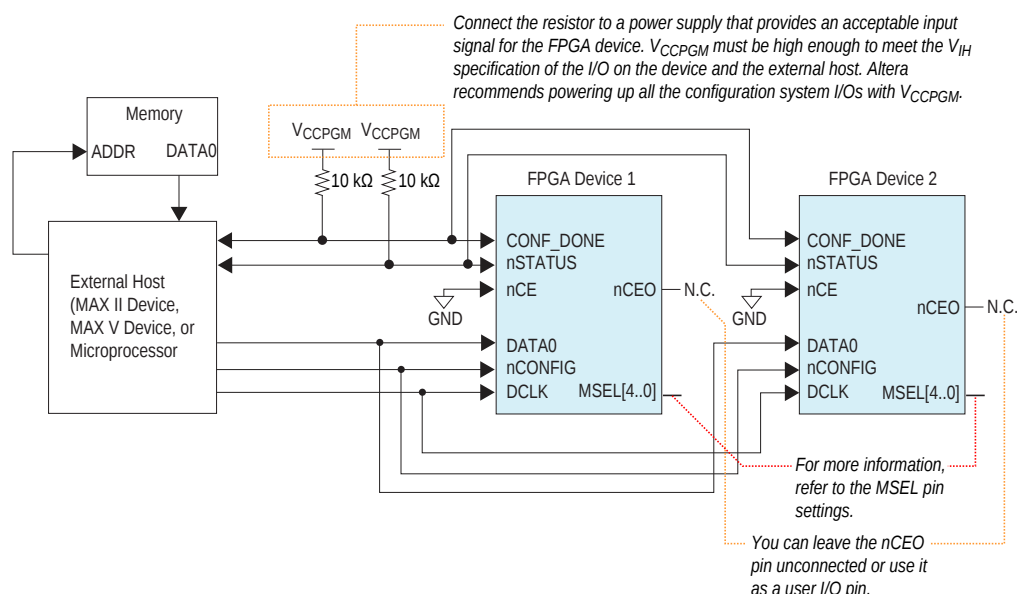 Connect the resistor to a power supply that provides an acceptable input
signal for the FPGA device. VCCPGM must be high enough to meet the VIH
specification of the I/O on the device and the external host. Altera
recommends powering up all the configuration system I/Os with VCCPGM.
Memory
ADDR DATA0
VCCPGM VCCPGM
10 kΩ 10 kΩ
FPGA Device 1
FPGA Device 2
External Host
(MAX II Device,
MAX V Device, or
Microprocessor
CONF_DONE
nSTATUS
nCE
nCEO
N.C.
GND
DATA0
nCONFIG
DCLK
MSEL[4..0]
CONF_DONE
nSTATUS
nCE
nCEO
N.C.
GND
DATA0
nCONFIG
DCLK
MSEL[4..0]
For more information,
refer to the MSEL pin
settings.
You can leave the nCEO
pin unconnected or use it
as a user I/O pin.